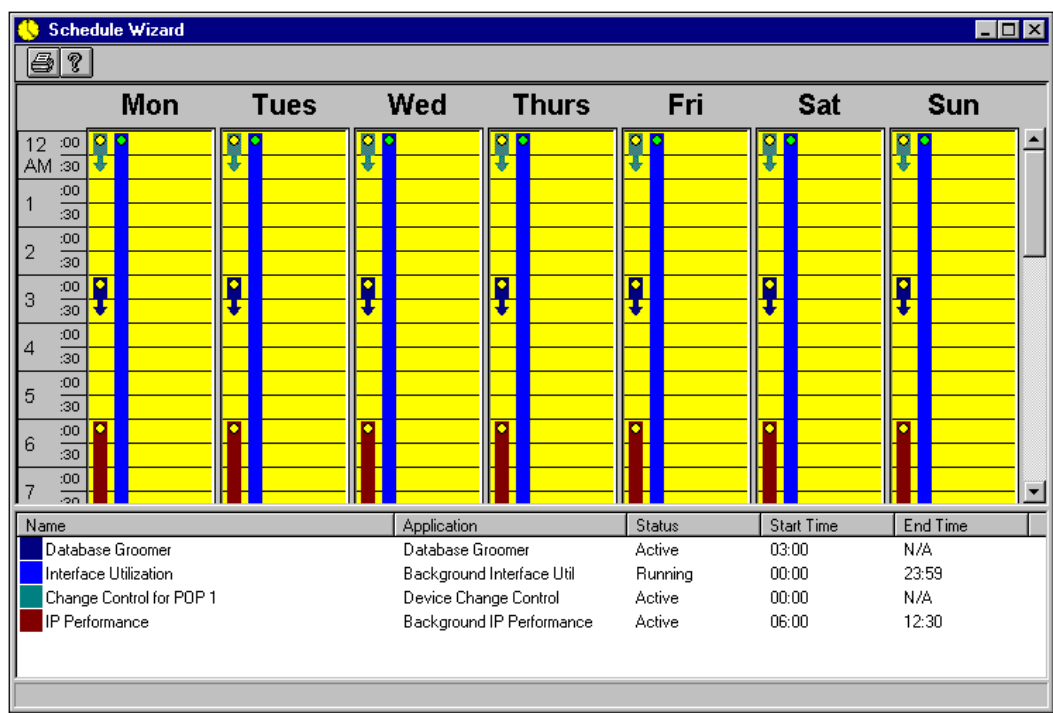 Schedule Wizard
Mon Tues Wed Thurs Fri Sat Sun
12 :00
AM :30
1 :00
:30
2 :00
:30
3 :00
:30
4 :00
:30
5 :00
:30
6 :00
:30
7 :00
:30
Name Application Status Start Time End Time
Database Groomer Database Groomer Active 03:00 N/A
Interface Utilization Background Interface Util Running 00:00 23:59
Change Control for POP 1 Device Change Control Active 00:00 N/A
IP Performance Background IP Performance Active 06:00 12:30